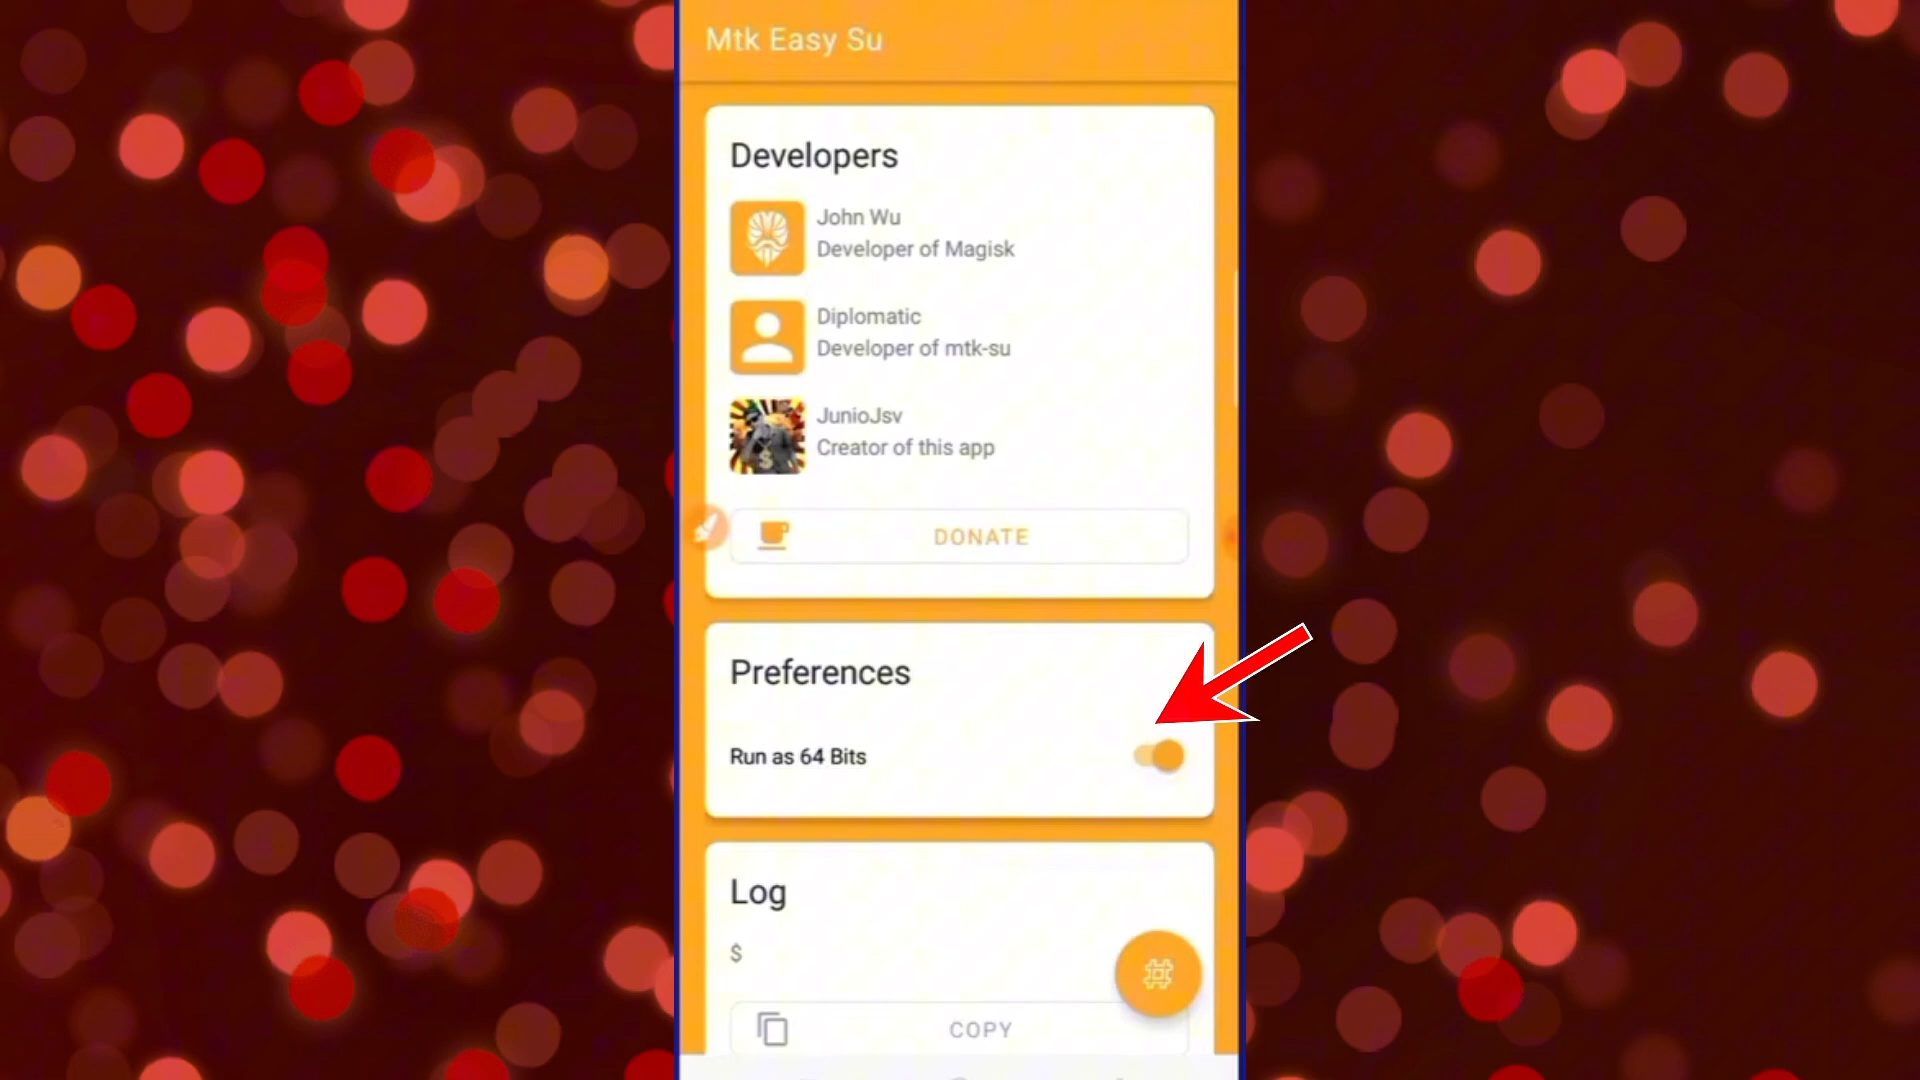 Mtk Easy Su
Developers
John Wu
Developer of Magisk
Diplomatic
Developer of mtk-su
JunioJsv
Creator of this app
DONATE
Preferences
Run as 64 Bits
Log
$
COPY